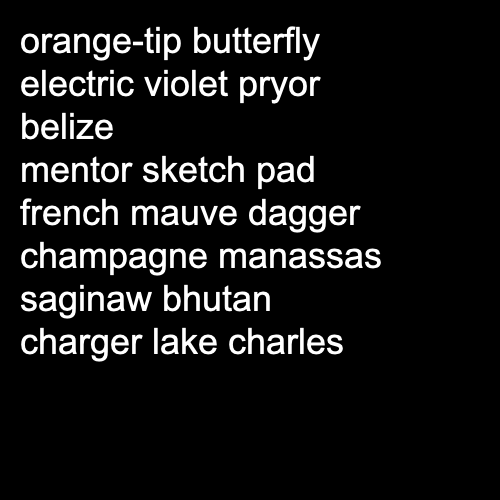 orange-tip butterfly
electric violet pryor
belize
mentor sketch pad
french mauve dagger
champagne manassas
saginaw bhutan
charger lake charles